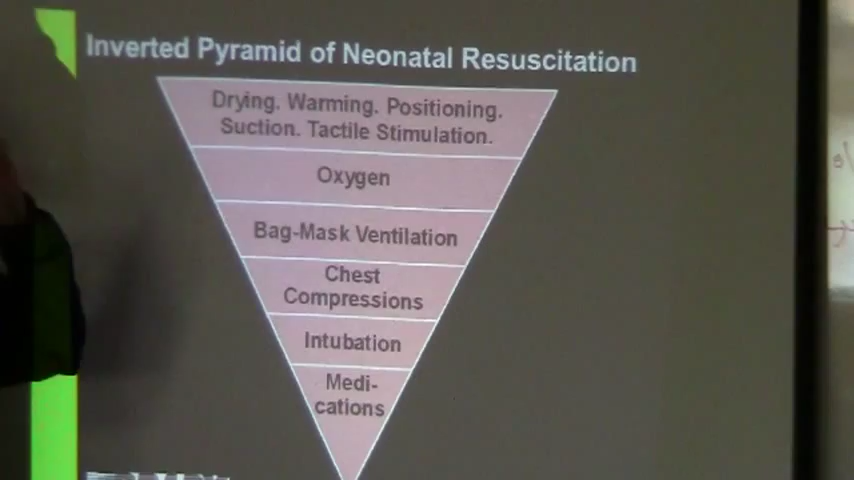 Inverted Pyramid of Neonatal Resuscitation
Drying. Warming. Positioning.
Suction. Tactile Stimulation.
Oxygen
Bag-Mask Ventilation
Chest
Compressions
Intubation
Medi-
cations